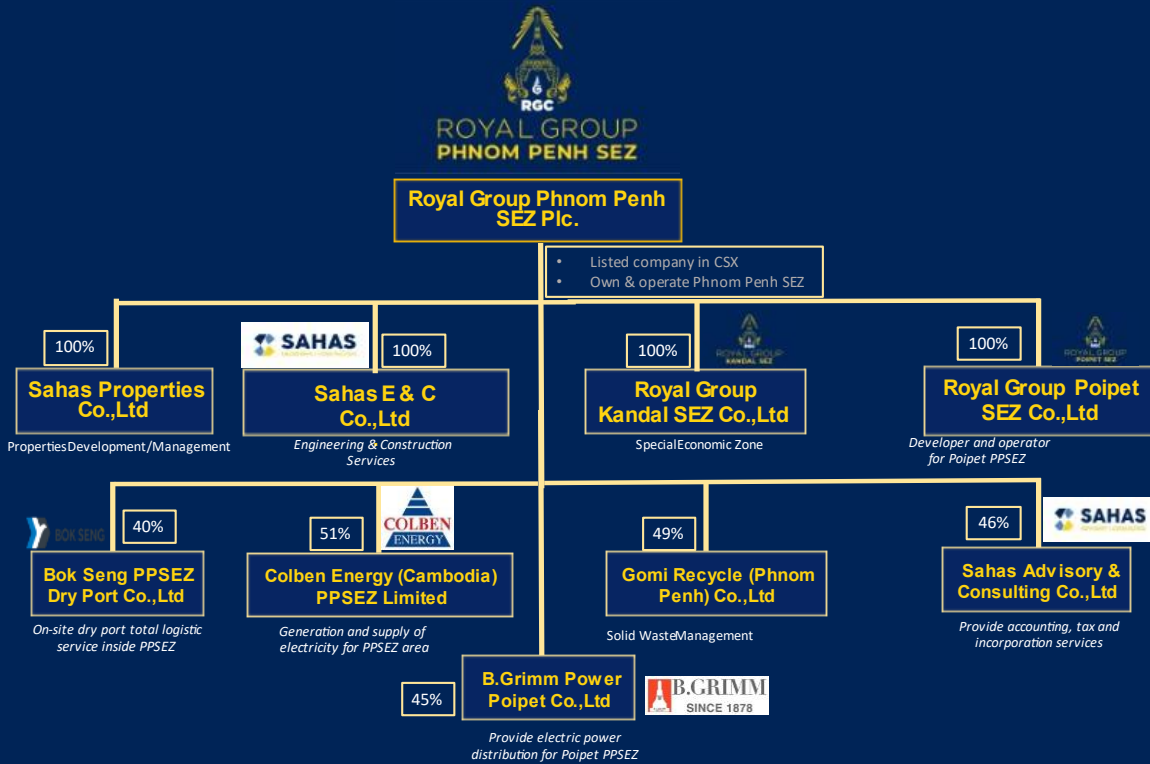 RGC
ROYAL GROUP
PHNOM PENH SEZ
Royal Group Phnom Penh
SEZ Plc.
• Listed company in CSX
• Own & operate Phnom Penh SEZ
100%
Sahas Properties
Co.,Ltd
PropertiesDevelopment/Management
SAHAS
100%
Sahas E & C
Co.,Ltd
Engineering & Construction
Services
100%
ROYAL GROUP
KANDAL SEZ
Royal Group
Kandal SEZ Co.,Ltd
SpecialEconomic Zone
100%
ROYAL GROUP
POIPET SEZ
Royal Group Poipet
SEZ Co.,Ltd
Developer and operator
for Poipet PPSEZ
BOK SENG
40%
Bok Seng PPSEZ
Dry Port Co.,Ltd
On-site dry port total logistic
service inside PPSEZ
51%
COLBEN
ENERGY
Colben Energy (Cambodia)
PPSEZ Limited
Generation and supply of
electricity for PPSEZ area
49%
Gomi Recycle (Phnom
Penh) Co.,Ltd
Solid WasteManagement
46%
SAHAS
Sahas Advisory &
Consulting Co.,Ltd
Provide accounting, tax and
incorporation services
45%
B.Grimm Power
Poipet Co.,Ltd
B.GRIMM
SINCE 1878
Provide electric power
distribution for Poipet PPSEZ